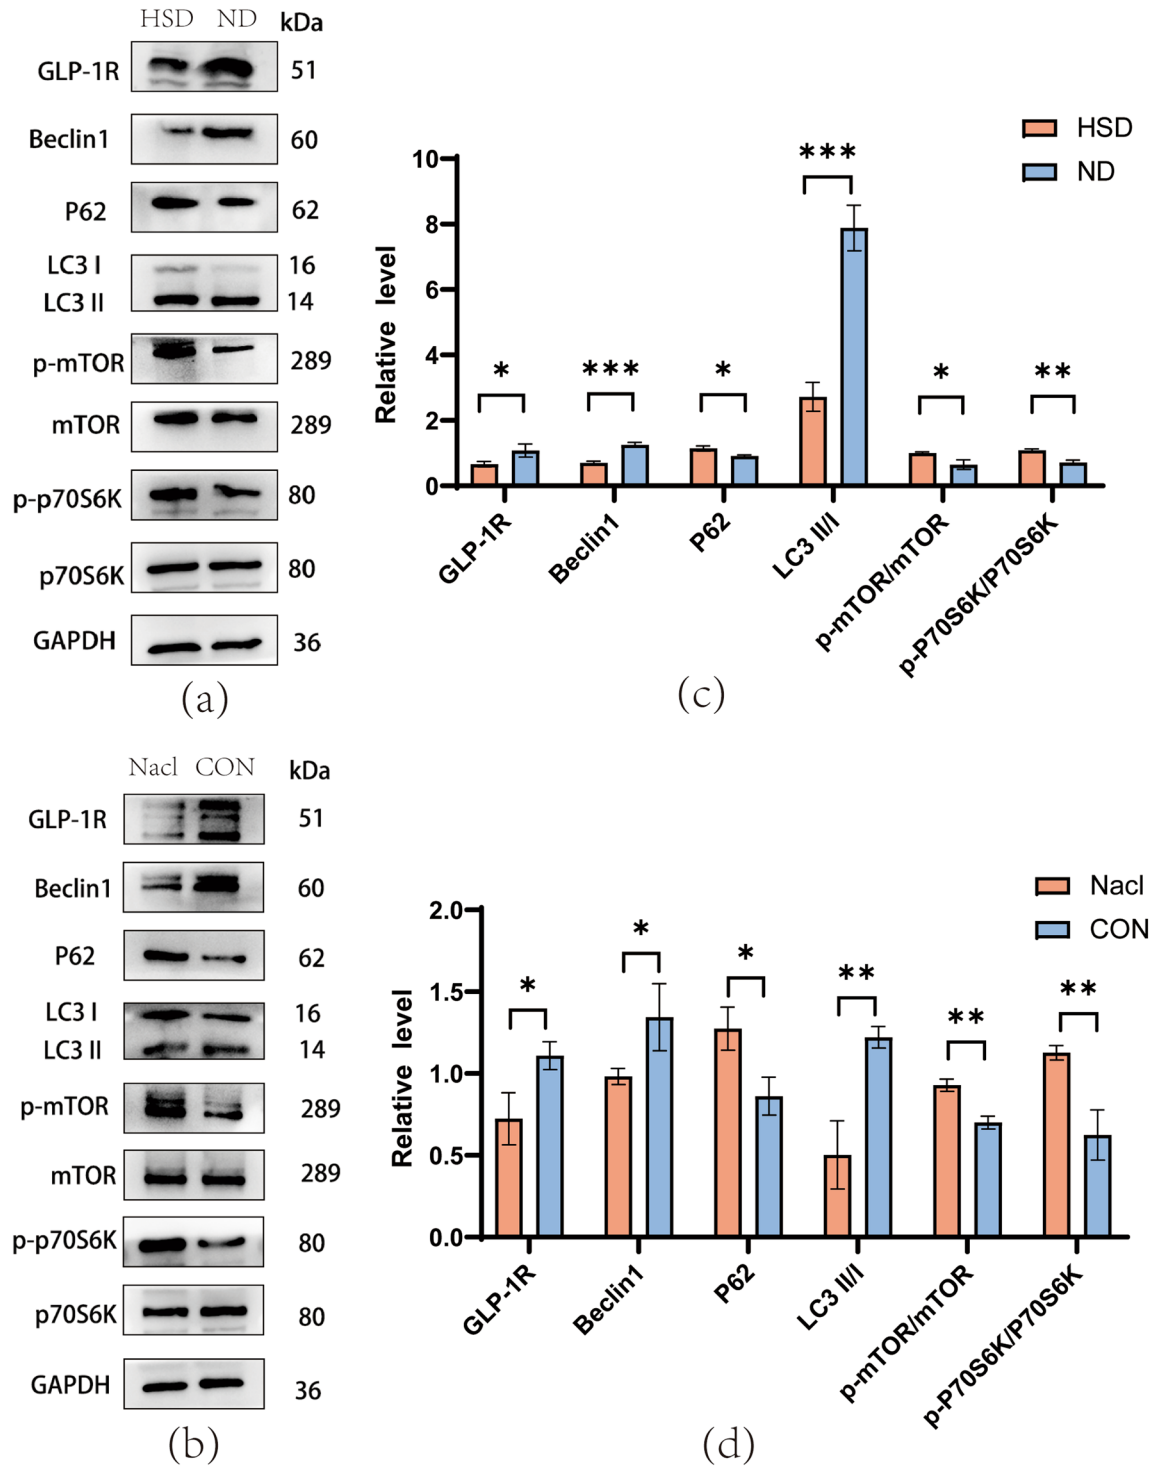 HSD ND kDa
GLP-1R 51
Beclin1 60
P62 62
LC3 I 16
LC3 II 14
p-mTOR 289
mTOR 289
p-p70S6K 80
p70S6K 80
GAPDH 36
(a)
HSD
ND
Relative level
10
8
6
4
2
0
* *** * *** * **
GLP-1R Beclin1 P62 LC3 II/I p-mTOR/mTOR p-P70S6K/P70S6K
(c)
Nacl CON kDa
GLP-1R 51
Beclin1 60
P62 62
LC3 I 16
LC3 II 14
p-mTOR 289
mTOR 289
p-p70S6K 80
p70S6K 80
GAPDH 36
(b)
Nacl
CON
Relative level
2.0
1.5
1.0
0.5
0.0
* * * ** ** **
GLP-1R Beclin1 P62 LC3 II/I p-mTOR/mTOR p-P70S6K/P70S6K
(d)